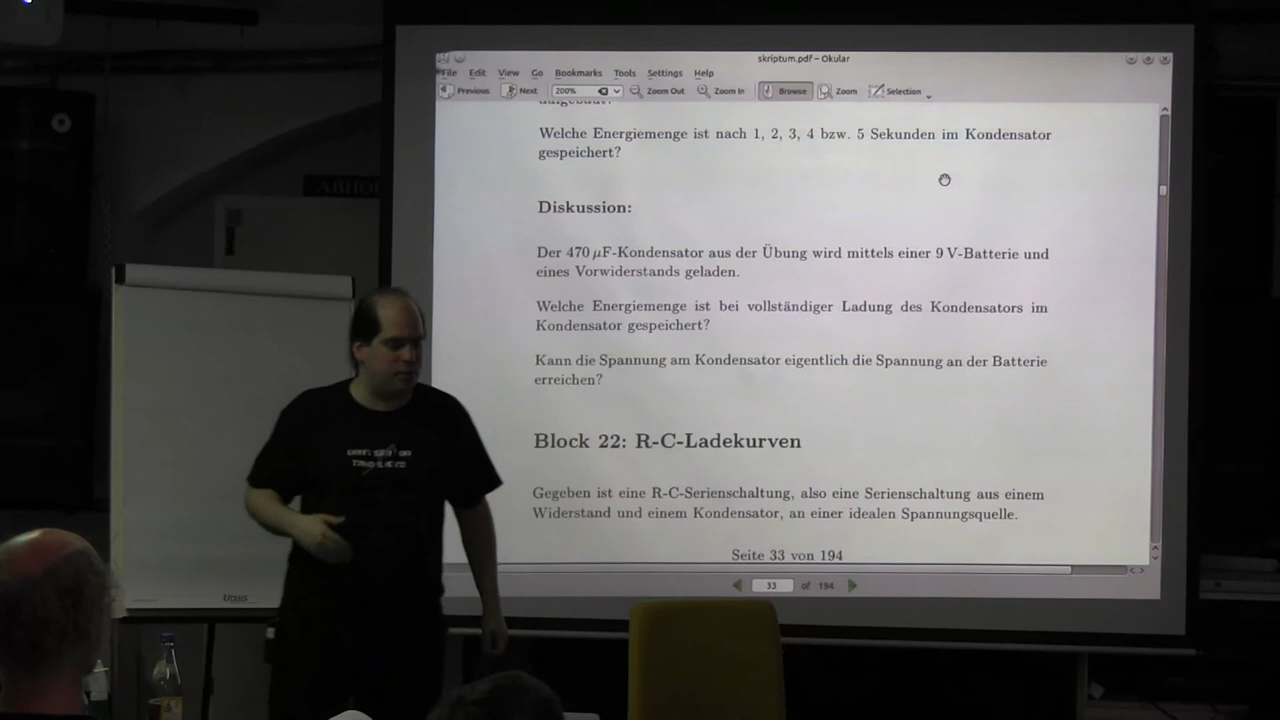 skriptum.pdf – Okular
File Edit View Go Bookmarks Tools Settings Help
Previous Next 200% Zoom Out Zoom In Browse Zoom Selection
aufgebaut?
Welche Energiemenge ist nach 1, 2, 3, 4 bzw. 5 Sekunden im Kondensator
gespeichert?
ABHO
Diskussion:
Der 470 µF-Kondensator aus der Übung wird mittels einer 9 V-Batterie und
eines Vorwiderstands geladen.
Welche Energiemenge ist bei vollständiger Ladung des Kondensators im
Kondensator gespeichert?
Kann die Spannung am Kondensator eigentlich die Spannung an der Batterie
erreichen?
Block 22: R-C-Ladekurven
Gegeben ist eine R-C-Serienschaltung, also eine Serienschaltung aus einem
Widerstand und einem Kondensator, an einer idealen Spannungsquelle.
Seite 33 von 194
33 of 194